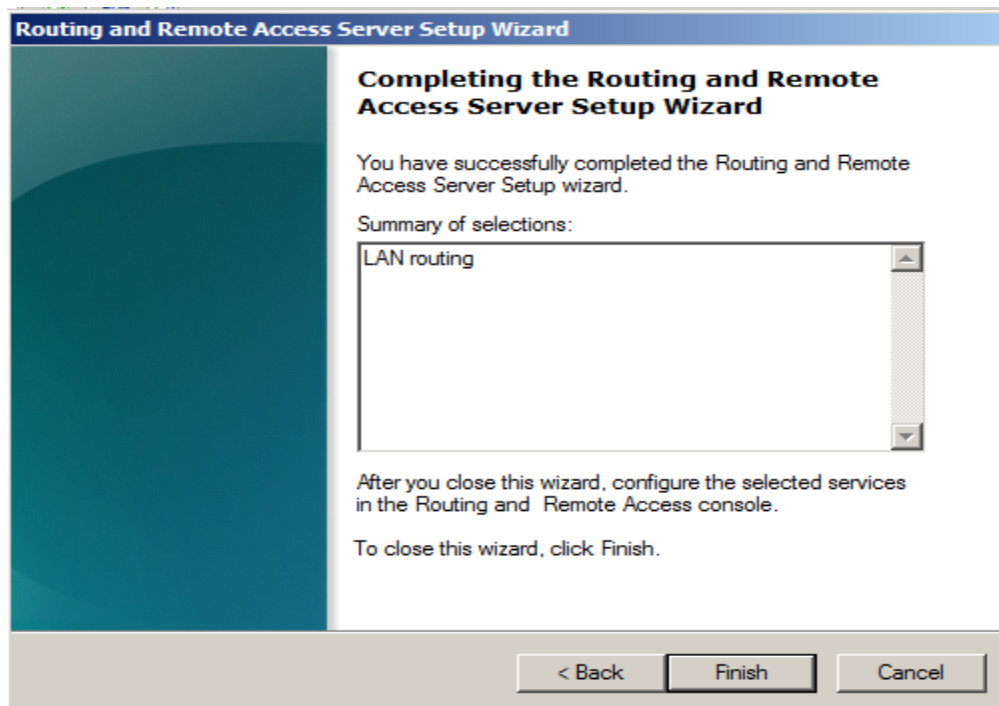 Routing and Remote Access Server Setup Wizard
Completing the Routing and Remote
Access Server Setup Wizard
You have successfully completed the Routing and Remote
Access Server Setup wizard.
Summary of selections:
LAN routing
After you close this wizard, configure the selected services
in the Routing and Remote Access console.
To close this wizard, click Finish.
< Back
Finish
Cancel